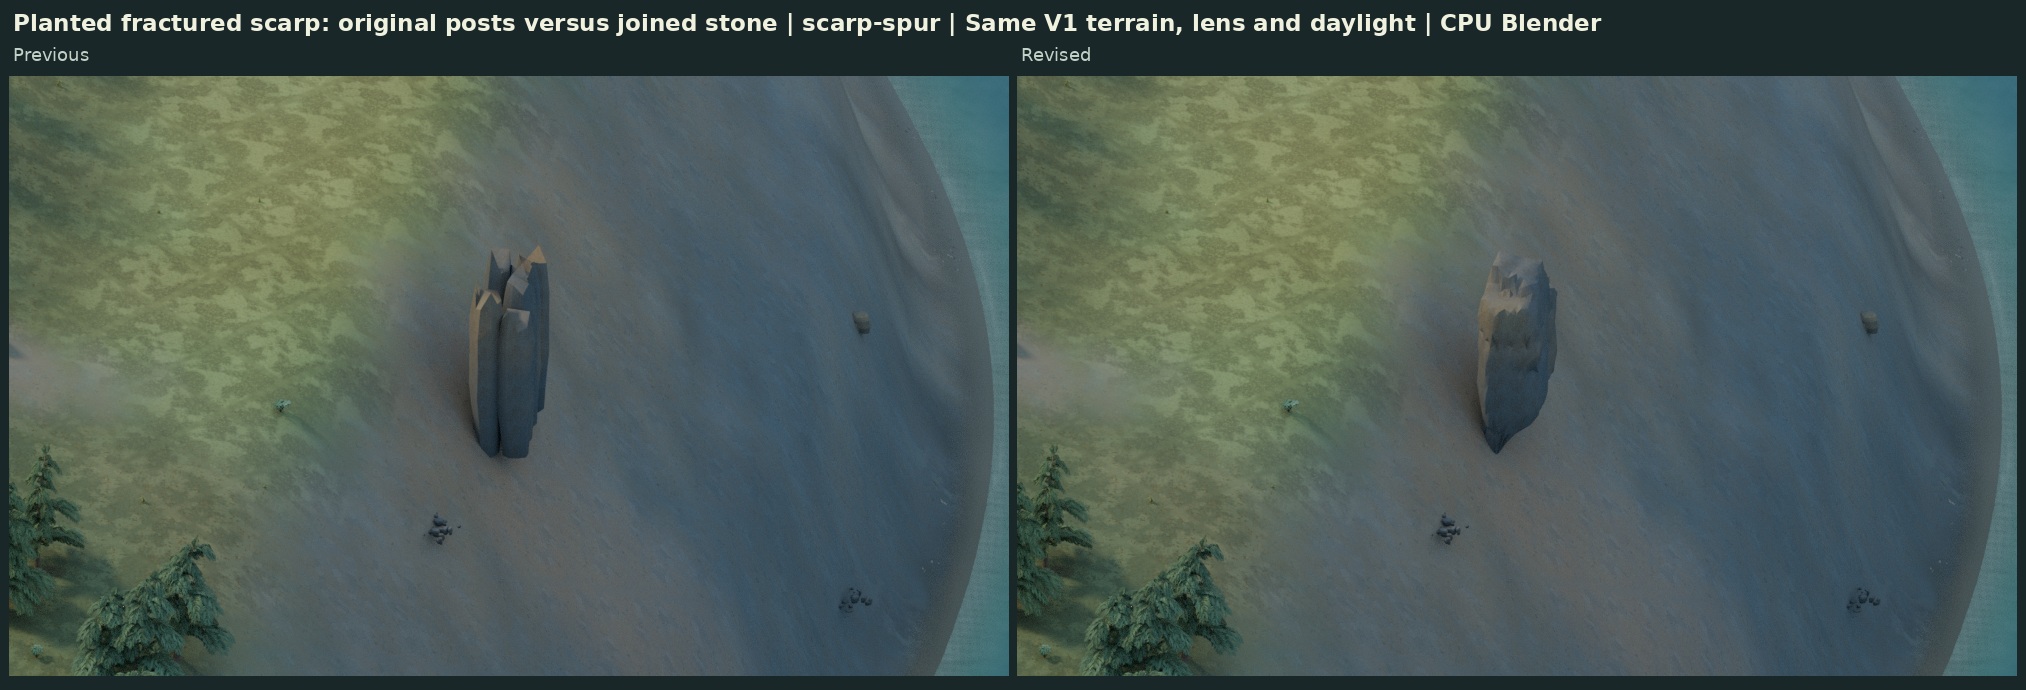 Planted fractured scarp: original posts versus joined stone | scarp-spur | Same V1 terrain, lens and daylight | CPU Blender
Previous
Revised